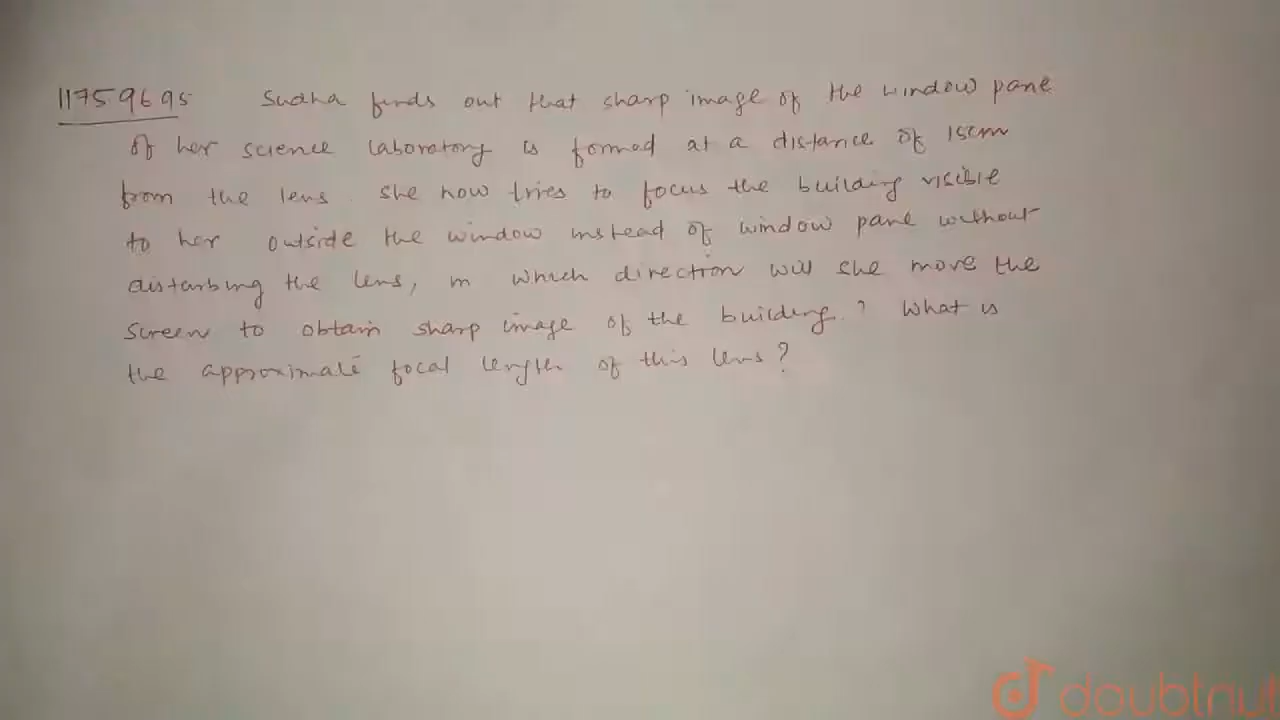 11759695 Sudha finds out that sharp image of the window pane
of her science laboratory is formed at a distance of 15cm
from the lens. she now tries to focus the building visible
to her outside the window instead of window pane without
disturbing the lens, in which direction will she move the
screen to obtain sharp image of the building? What is
the approximate focal length of this lens?
doubtnut